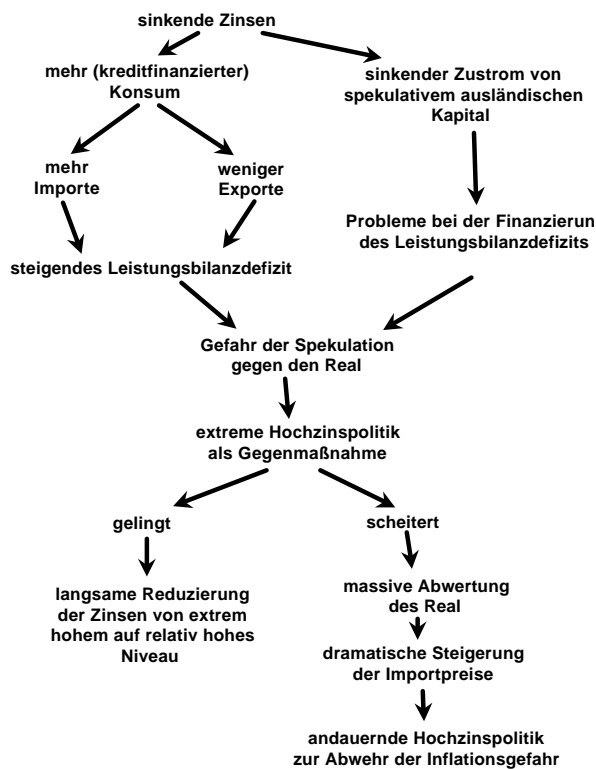 sinkende Zinsen
mehr (kreditfinanzierter)
Konsum
sinkender Zustrom von
spekulativem ausländischen
Kapital
mehr
Importe
weniger
Exporte
Probleme bei der Finanzierun
des Leistungsbilanzdefizits
steigendes Leistungsbilanzdefizit
Gefahr der Spekulation
gegen den Real
extreme Hochzinspolitik
als Gegenmaßnahme
gelingt
scheitert
langsame Reduzierung
der Zinsen von extrem
hohem auf relativ hohes
Niveau
massive Abwertung
des Real
dramatische Steigerung
der Importpreise
andauernde Hochzinspolitik
zur Abwehr der Inflationsgefahr